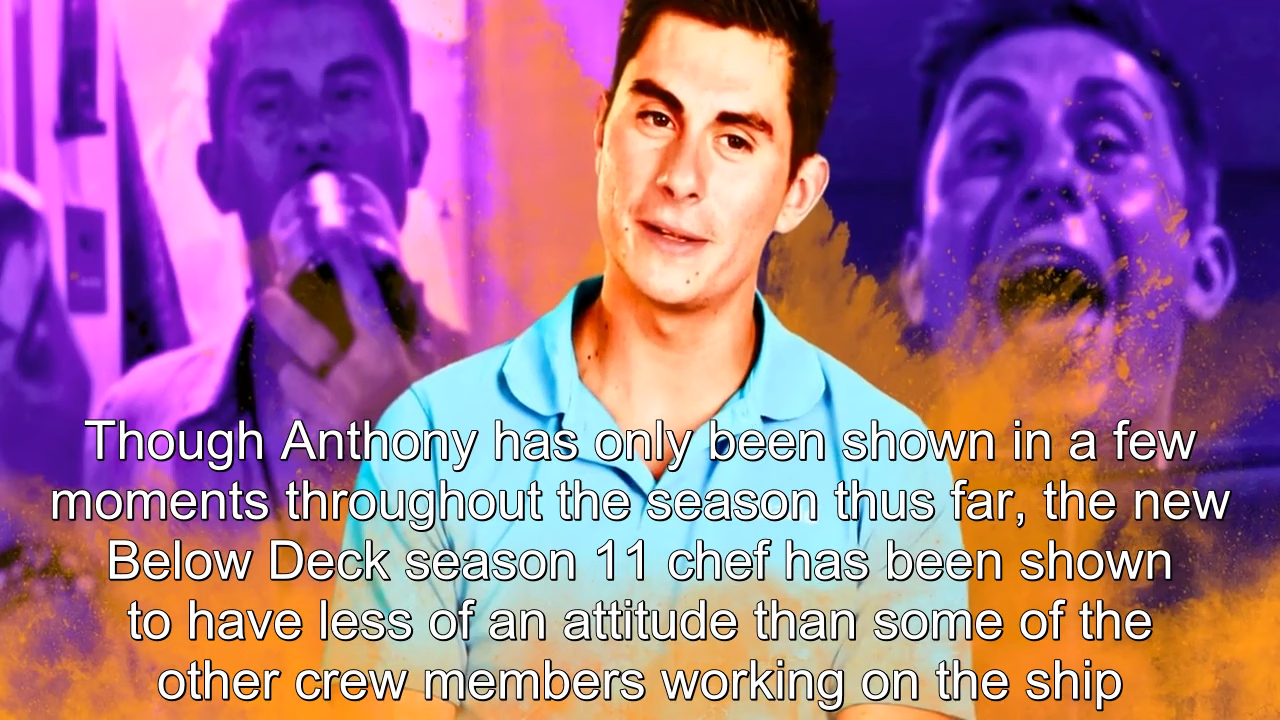 Though Anthony has only been shown in a few
moments throughout the season thus far, the new
Below Deck season 11 chef has been shown
to have less of an attitude than some of the
other crew members working on the ship